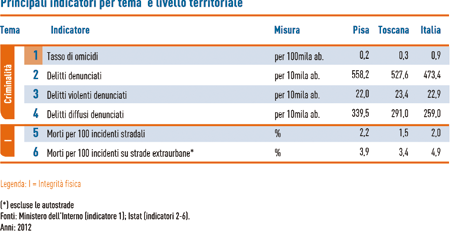 Principali indicatori per tema e livello territoriale
Tema Indicatore Misura Pisa Toscana Italia
Criminalità
1 Tasso di omicidi per 100mila ab. 0,2 0,3 0,9
2 Delitti denunciati per 10mila ab. 558,2 527,6 473,4
3 Delitti violenti denunciati per 10mila ab. 22,0 23,4 22,9
4 Delitti diffusi denunciati per 10mila ab. 339,5 291,0 259,0
I
5 Morti per 100 incidenti stradali % 2,2 1,5 2,0
6 Morti per 100 incidenti su strade extraurbane* % 3,9 3,4 4,9
Legenda: I = Integrità fisica
(*) escluse le autostrade
Fonti: Ministero dell'Interno (indicatore 1); Istat (indicatori 2-6).
Anni: 2012